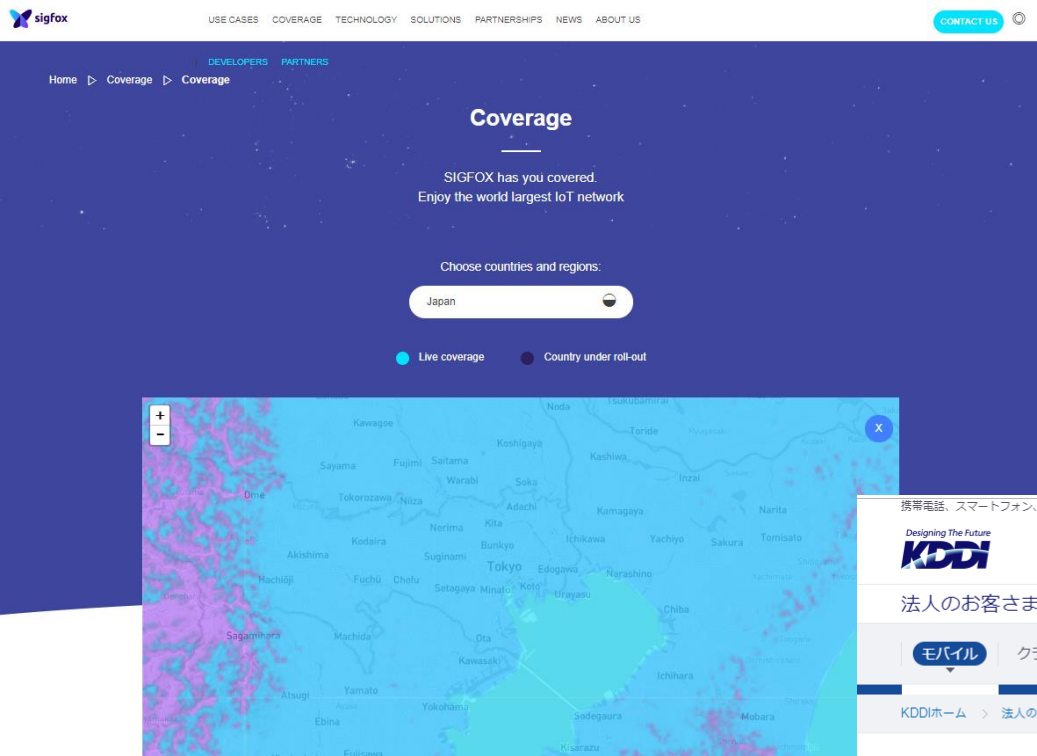 sigfox
USE CASES COVERAGE TECHNOLOGY SOLUTIONS PARTNERSHIPS NEWS ABOUT US
CONTACT US
DEVELOPERS PARTNERS
Home Coverage Coverage
Coverage
SIGFOX has you covered.
Enjoy the world largest IoT network
Choose countries and regions:
Japan
Live coverage Country under roll-out
+
-
X
Noda Tsukubamirai
Kawagoe
Toride
Koshigaya
Kashiwa
Sayama Fujimi Saitama
Warabi Soka
Inzai
Ome
Tokorozawa Niiza
Adachi
Kamagaya
Narita
Nerima Kita
Kodaira
Bunkyo
Ichikawa Yachiyo Sakura Tomisato
Akishima
Suginami
Tokyo Edogawa Narashino
Hachiōji
Fuchū Chofu
Setagaya Minato Koto Urayasu
Chiba
Sagamihara
Machida
Ota
Kawasaki
Ichihara
Atsugi Yamato
Yokohama
Sodegaura
Mobara
Ebina
Fujisawa
Kisarazu
携帯電話、スマートフォン、
Designing The Future
KDDI
法人のお客さま
モバイル
KDDIホーム > 法人の